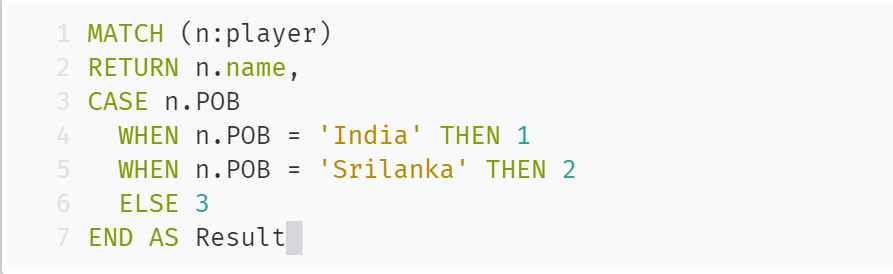 1 MATCH (n:player)
2 RETURN n.name,
3 CASE n.POB
4 WHEN n.POB = 'India' THEN 1
5 WHEN n.POB = 'Srilanka' THEN 2
6 ELSE 3
7 END AS Result